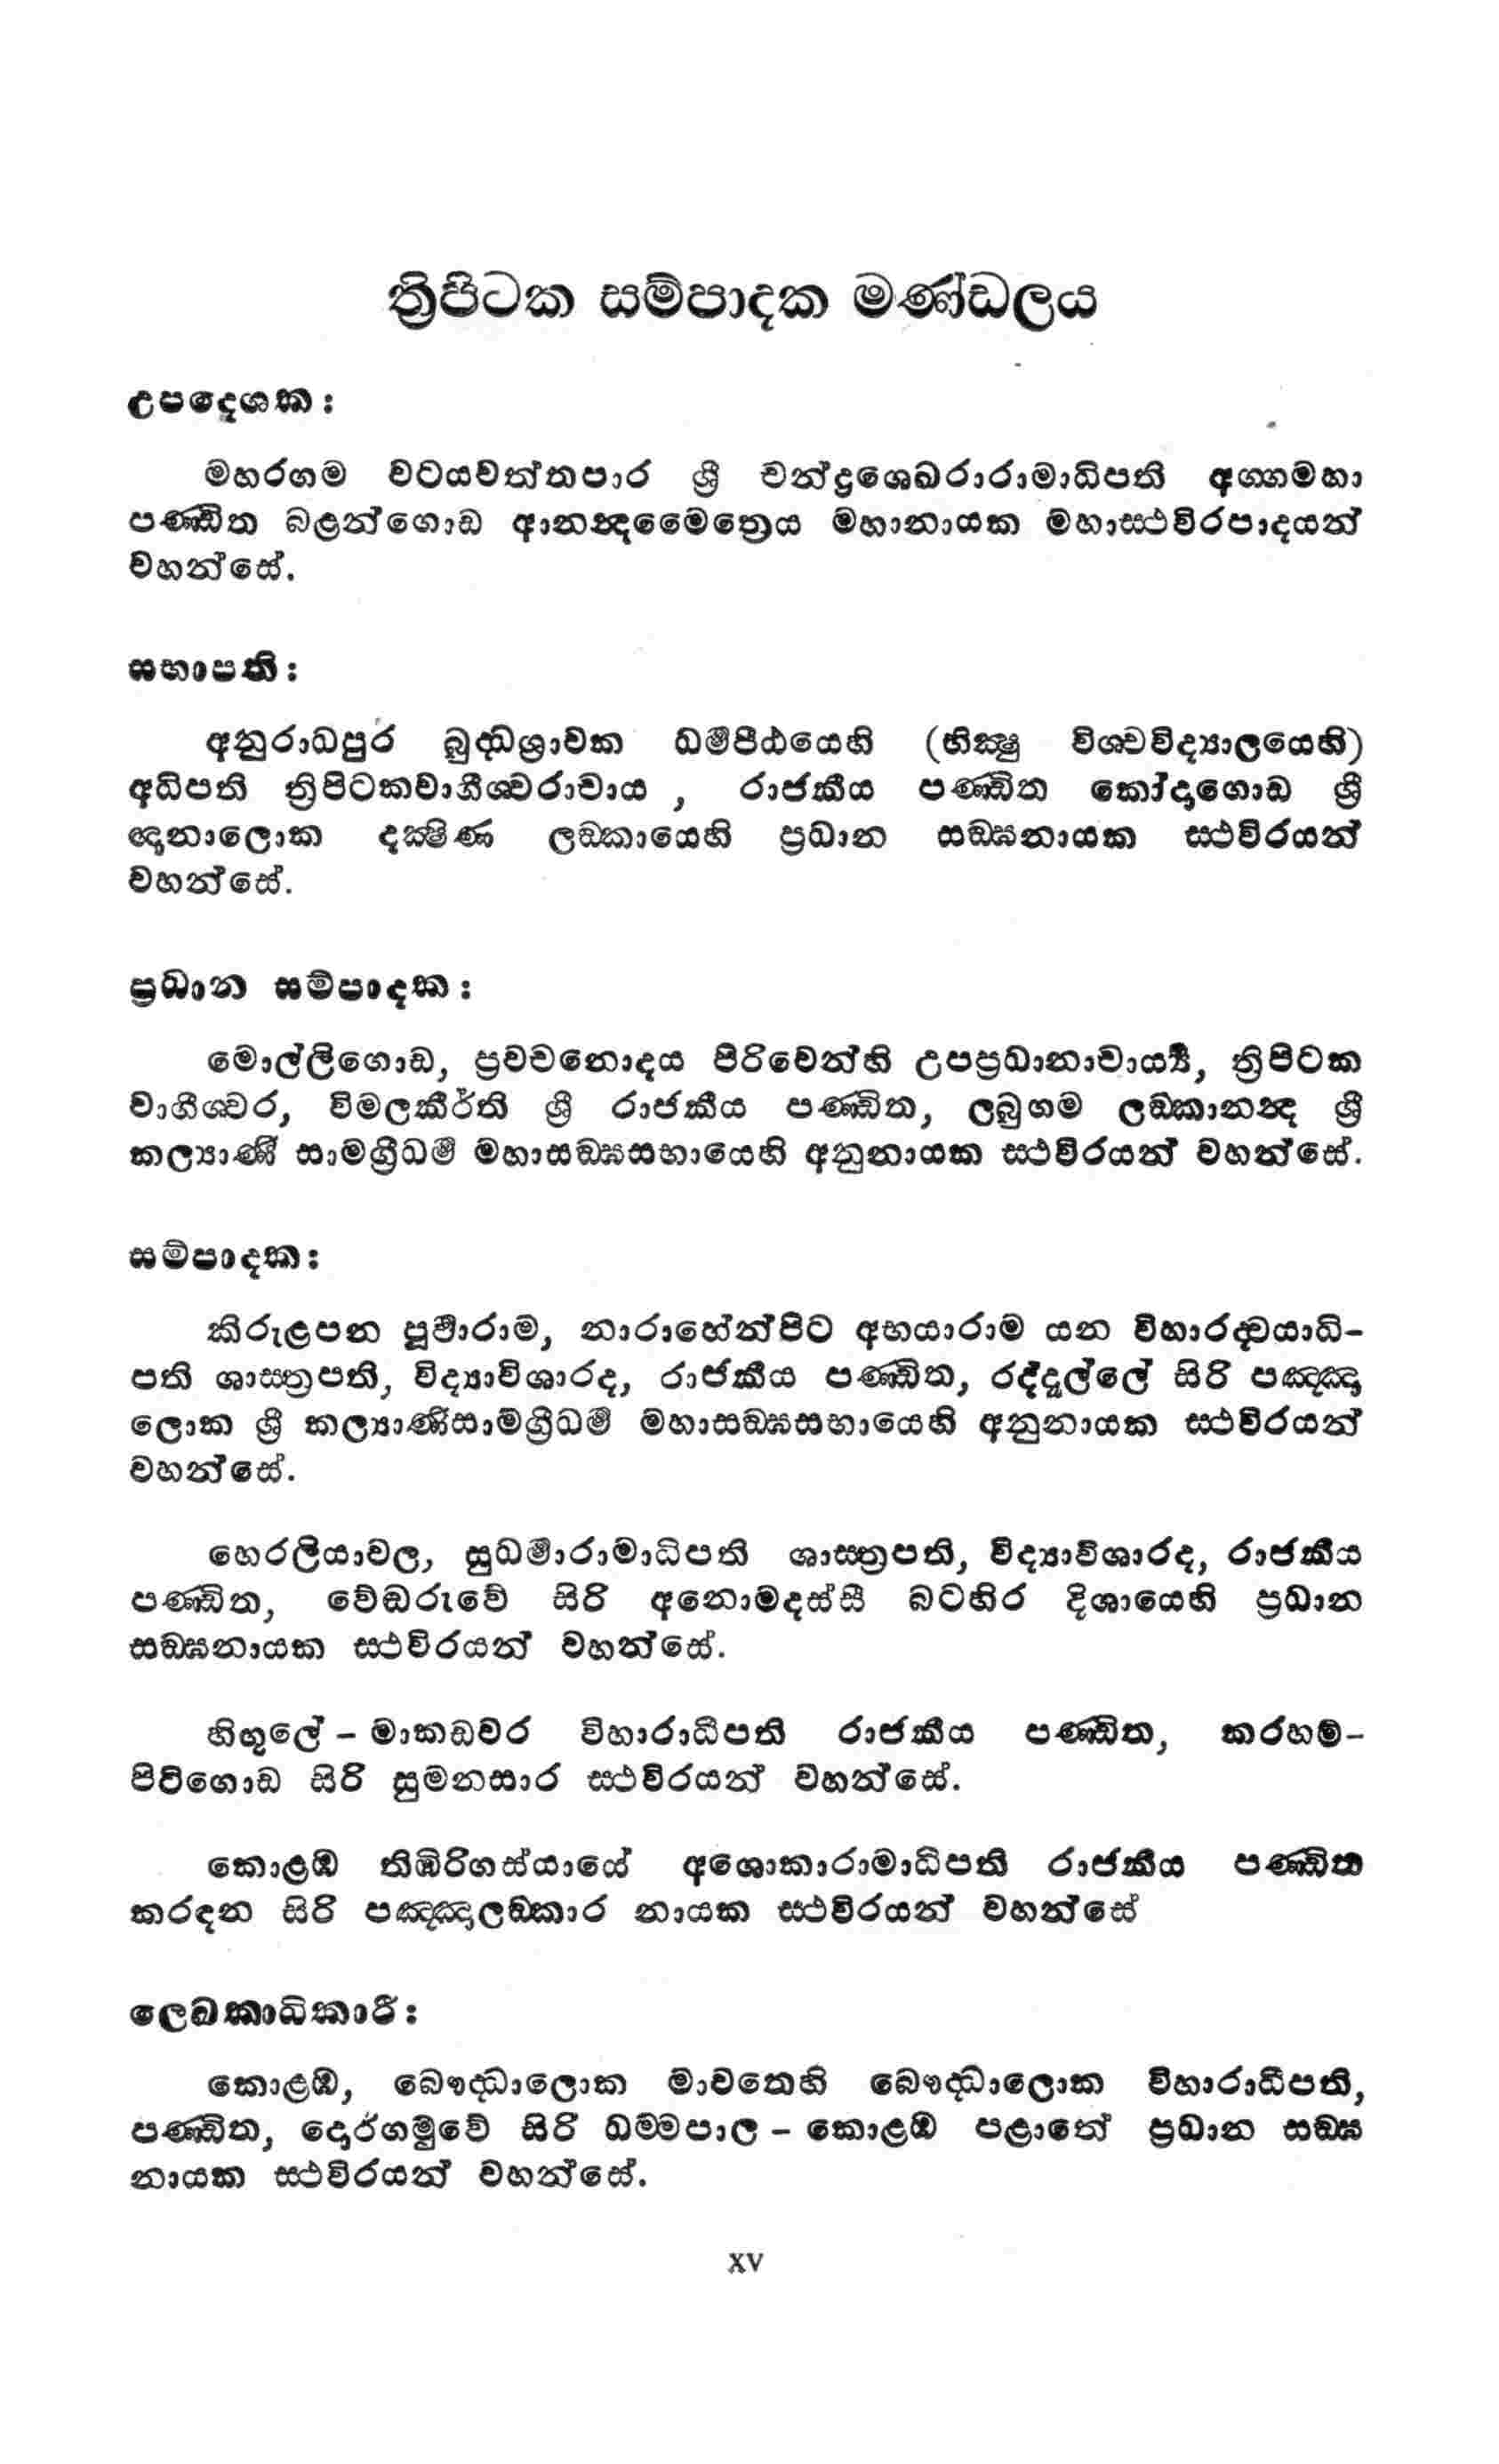 ත්‍රිපිටක සම්පාදක මණ්ඩලය
උපදෙශක :
මහරගම වටයවත්තපාර ශ්‍රී චන්ද්‍රශෙඛරාරාමාධිපති අග්‍ගමහා
පණ්‍ඩිත බළන්ගොඩ ආනන්‍දමෛත්‍රෙය මහානායක මහාස්‍ථවිරපාදයන්
වහන්සේ.
සභාපති :
අනුරාධපුර බුද්‍ධශ්‍රාවක ධර්‍මපීඨයෙහි (භික්‍ෂු විශ්‍වවිද්‍යාලයෙහි)
අධිපති ත්‍රිපිටකවාගීශ්‍වරාචාය , රාජකීය පණ්‍ඩිත කෝදාගොඩ ශ්‍රී
ඥානාලොක දක්‍ෂිණ ලඞ්කායෙහි ප්‍රධාන සඞ්ඝනායක ස්‍ථවිරයන්
වහන්සේ.
ප්‍රධාන සම්පාදක :
මොල්ලිගොඩ, ප්‍රවචනොදය පිරිවෙන්හි උපප්‍රධානාචාර්‍ය්‍ය, ත්‍රිපිටක
වාගීශ්‍වර, විමලකීර්ති ශ්‍රී රාජකීය පණ්‍ඩිත, ලබුගම ලඞ්කානන්‍ද ශ්‍රී
කල්‍යාණි සාමග්‍රීධර්‍ම මහාසඞ්ඝසභායෙහි අනුනායක ස්‍ථවිරයන් වහන්සේ.
සම්පාදක :
කිරුළපන පූර්‍වාරාම, නාරාහේන්පිට අභයාරාම යන විහාරද්‍වයාධි-
පති ශාස්‍ත්‍රපති, විද්‍යාවිශාරද, රාජකීය පණ්‍ඩිත, රද්දූල්ලේ සිරි පඤ්ඤා
ලොක ශ්‍රී කල්‍යාණිසාමග්‍රීධර්‍ම මහාසඞ්ඝසභායෙහි අනුනායක ස්‍ථවිරයන්
වහන්සේ.
හෙරලියාවල, සුධර්‍මාරාමාධිපති ශාස්‍ත්‍රපති, විද්‍යාවිශාරද, රාජකීය
පණ්‍ඩිත, වේඬරුවේ සිරි අනොමදස්සී බටහිර දිශායෙහි ප්‍රධාන
සඞ්ඝනායක ස්‍ථවිරයන් වහන්සේ.
හිඟුලේ – මාකඩවර විහාරාධිපති රාජකීය පණ්‍ඩිත, කරහම්-
පිටිගොඩ සිරි සුමනසාර ස්‍ථවිරයන් වහන්සේ.
කොළඹ තිඹිරිගස්යායේ අශොකාරාමාධිපති රාජකීය පණ්‍ඩිත
කරඳන සිරි පඤ්ඤාලඞ්කාර නායක ස්‍ථවිරයන් වහන්සේ
ලෙඛකාධිකාරී :
කොළඹ, බෞද්‍ධාලොක මාවතෙහි බෞද්‍ධාලොක විහාරාධිපති,
පණ්‍ඩිත, දොර්ගමුවේ සිරි ධම්මපාල – කොළඹ පළාතේ ප්‍රධාන සඞ්ඝ
නායක ස්‍ථවිරයන් වහන්සේ.
XV